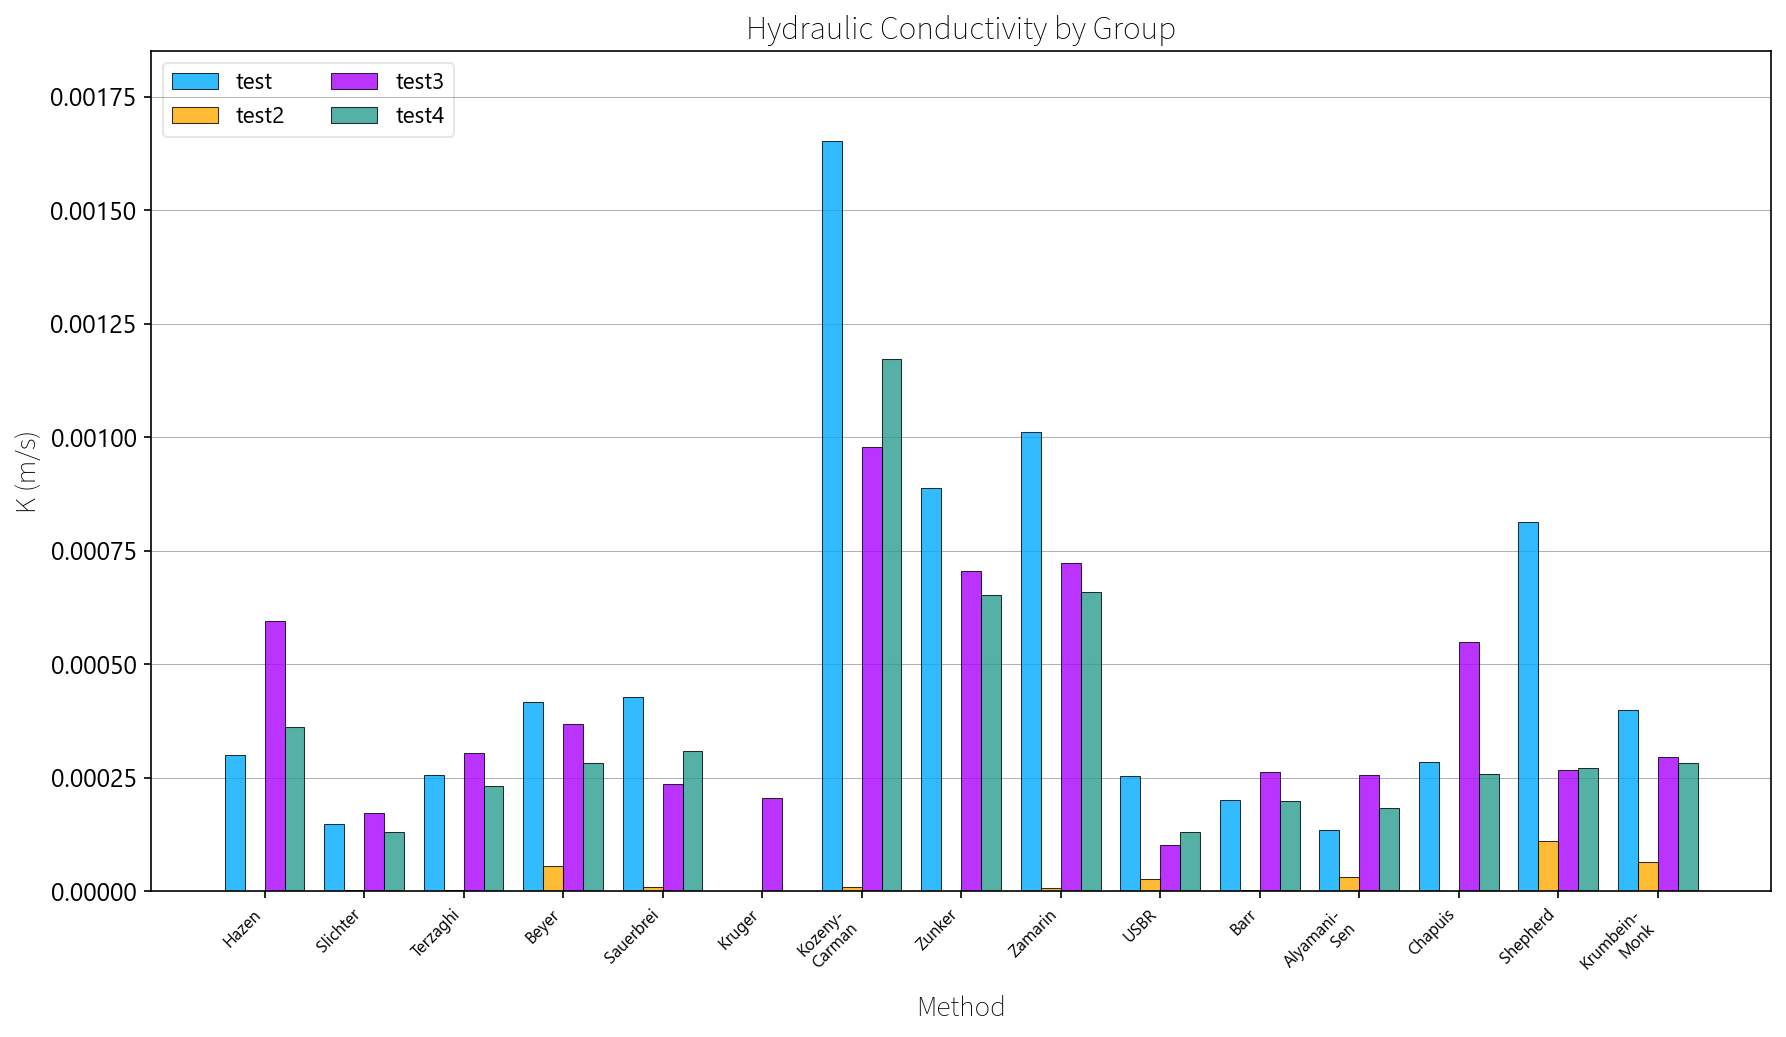 Hydraulic Conductivity by Group
test
test2
test3
test4
K (m/s)
0.00175
0.00150
0.00125
0.00100
0.00075
0.00050
0.00025
0.00000
Hazen
Slichter
Terzaghi
Beyer
Sauerbrei
Kruger
Kozeny-
Carman
Zunker
Zamarin
USBR
Barr
Alyamani-
Sen
Chapuis
Shepherd
Krumbein-
Monk
Method